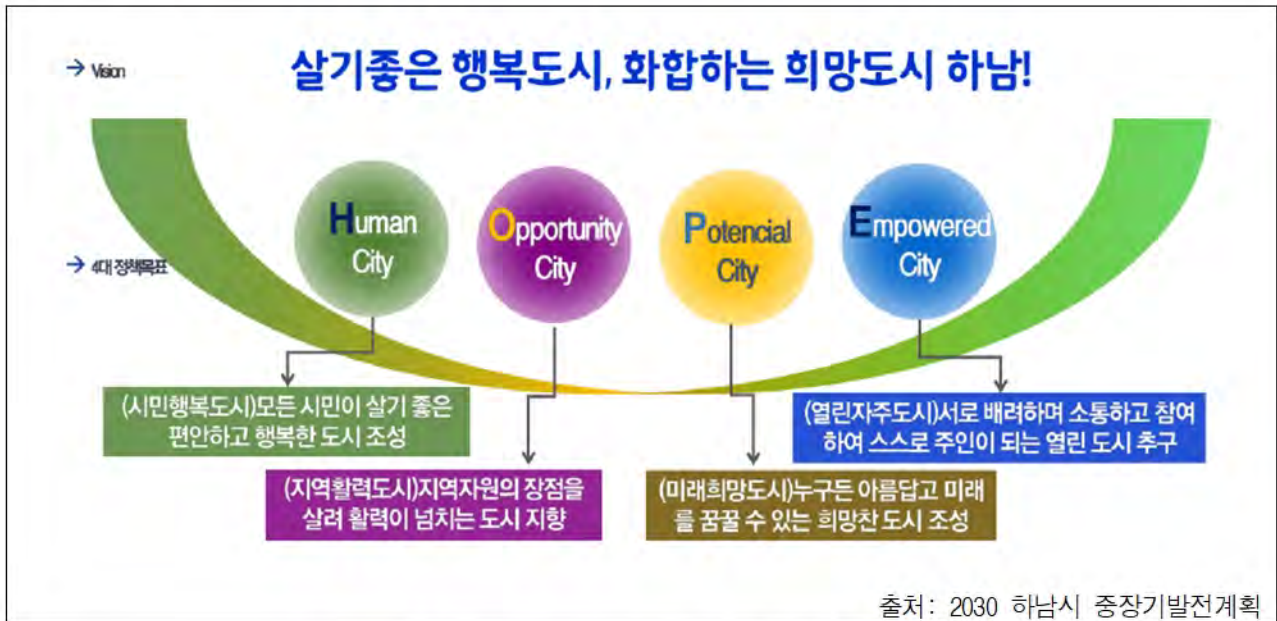 → Vision
살기좋은 행복도시, 화합하는 희망도시 하남!
Human
City
Opportunity
City
Potencial
City
Empowered
City
→ 4대 정책목표
(시민행복도시)모든 시민이 살기 좋은
편안하고 행복한 도시 조성
(지역활력도시)지역자원의 장점을
살려 활력이 넘치는 도시 지향
(미래희망도시)누구든 아름답고 미래
를 꿈꿀 수 있는 희망찬 도시 조성
(열린자주도시)서로 배려하며 소통하고 참여
하여 스스로 주인이 되는 열린 도시 추구
출처: 2030 하남시 중장기발전계획